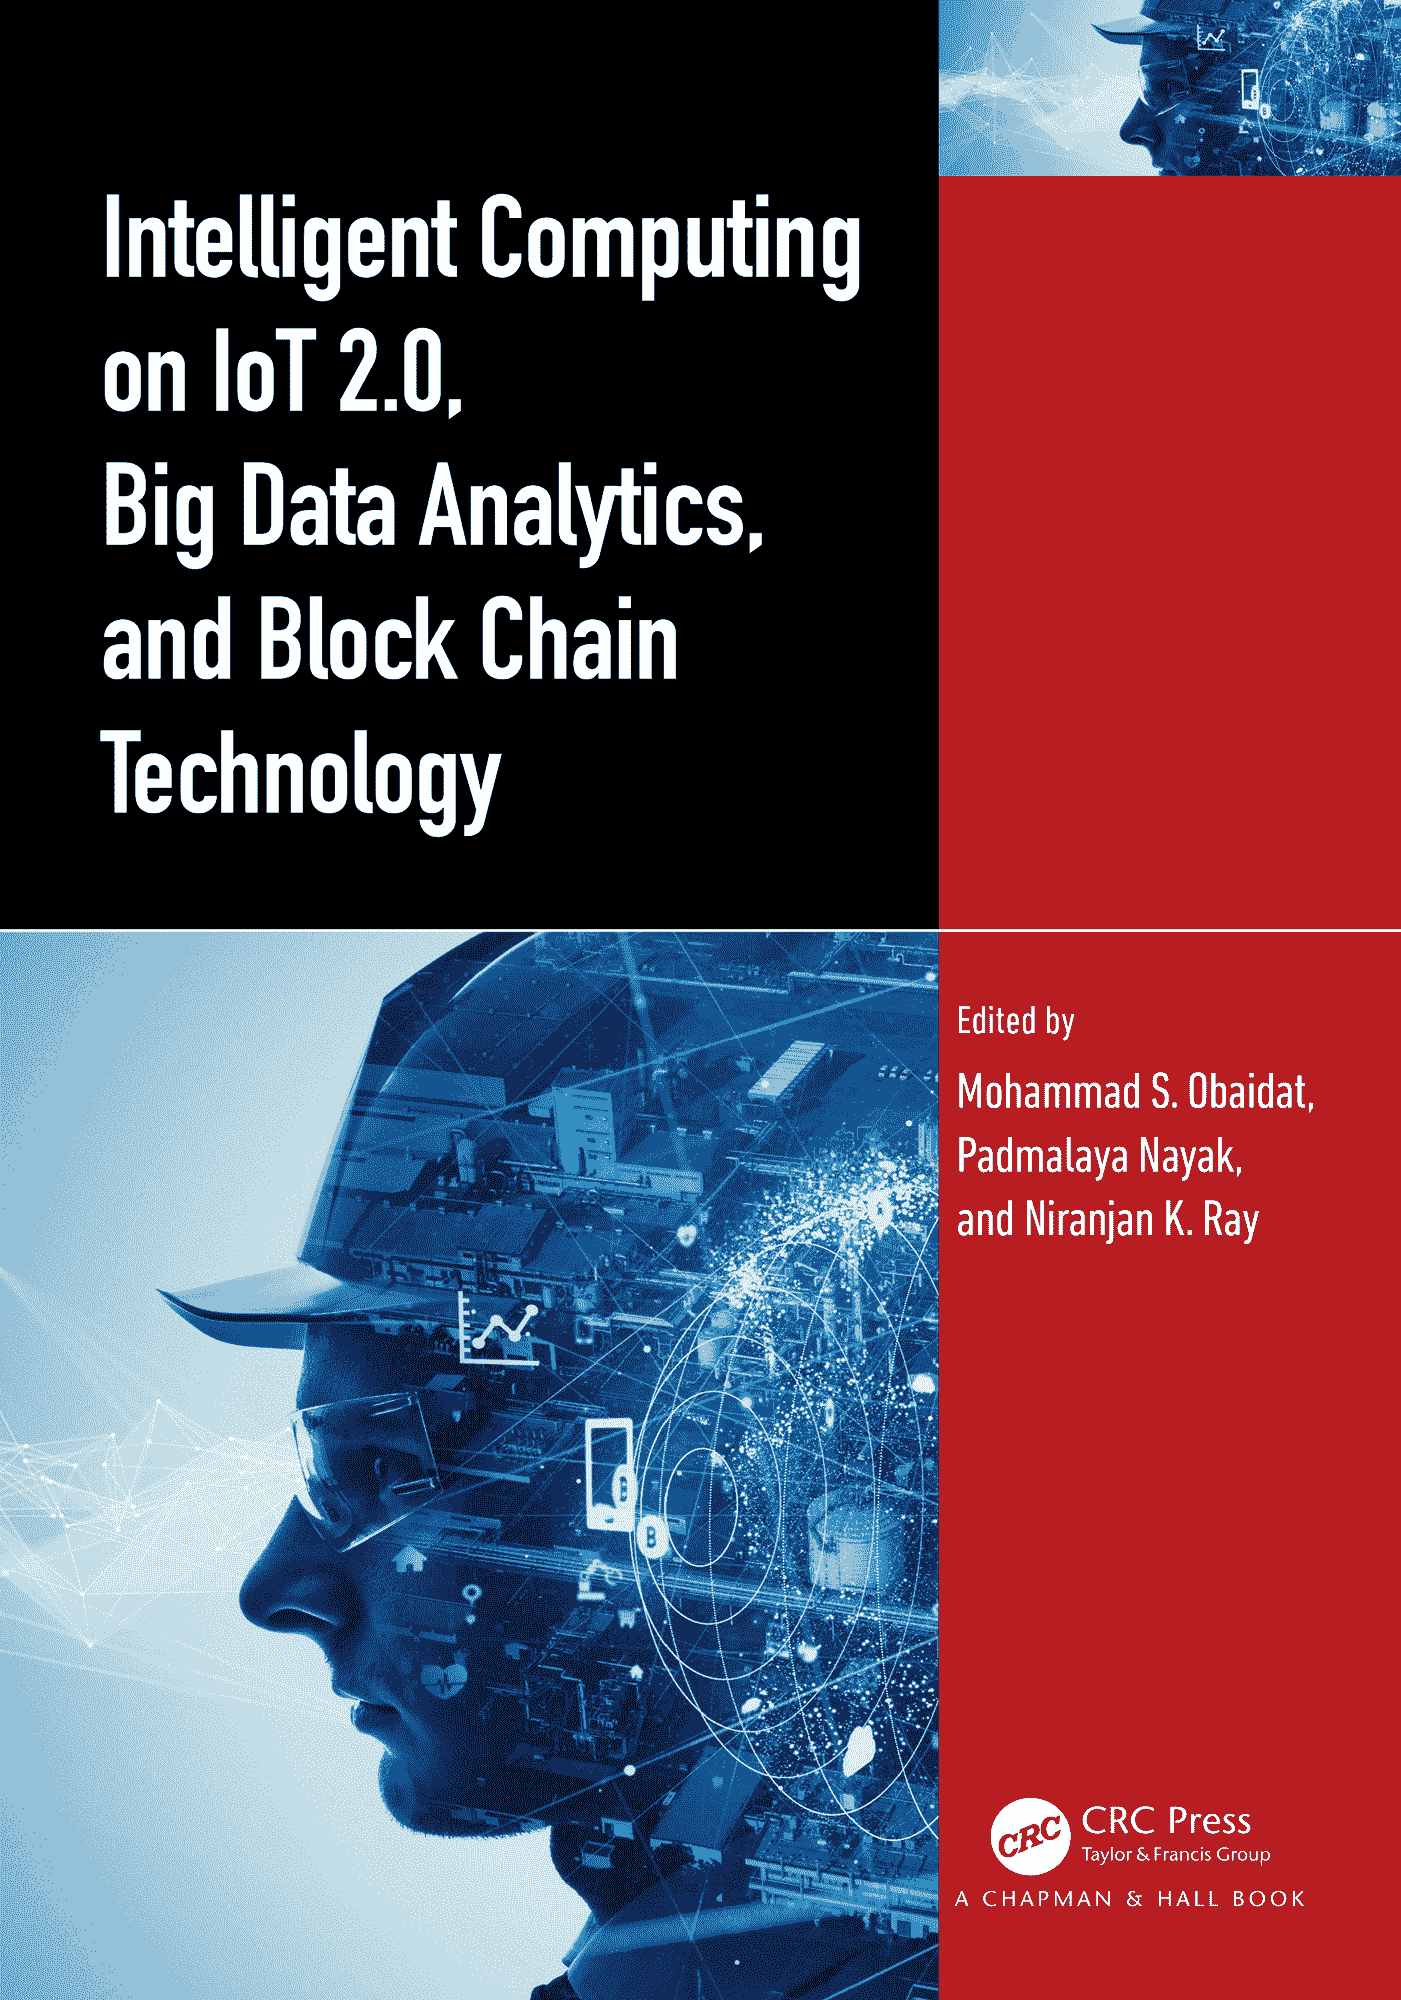 Intelligent Computing
on IoT 2.0,
Big Data Analytics,
and Block Chain
Technology
Edited by
Mohammad S. Obaidat,
Padmalaya Nayak,
and Niranjan K. Ray
CRC
CRC Press
Taylor & Francis Group
A CHAPMAN & HALL BOOK
B
B